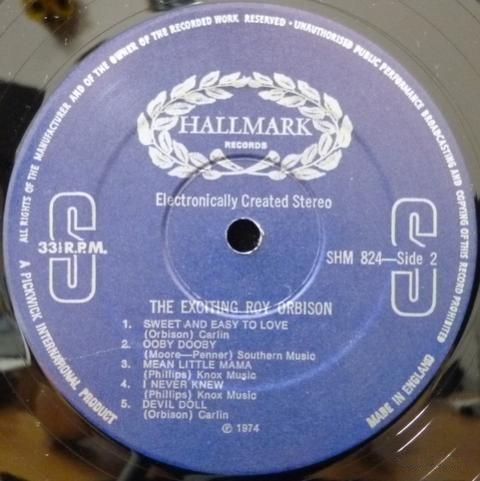 ALL RIGHTS OF THE MANUFACTURER AND OF THE OWNER OF THE RECORDED WORK RESERVED · UNAUTHORISED PUBLIC PERFORMANCE BROADCASTING AND COPYING OF THIS RECORD PROHIBITED
HALLMARK
RECORDS
Electronically Created Stereo
S
S
33⅓ R.P.M.
SHM 824—Side 2
THE EXCITING ROY ORBISON
1. SWEET AND EASY TO LOVE
(Orbison) Carlin
2. OOBY DOOBY
(Moore—Penner) Southern Music
3. MEAN LITTLE MAMA
(Phillips) Knox Music
4. I NEVER KNEW
(Phillips) Knox Music
5. DEVIL DOLL
(Orbison) Carlin
℗ 1974
A PICKWICK INTERNATIONAL PRODUCT
MADE IN ENGLAND